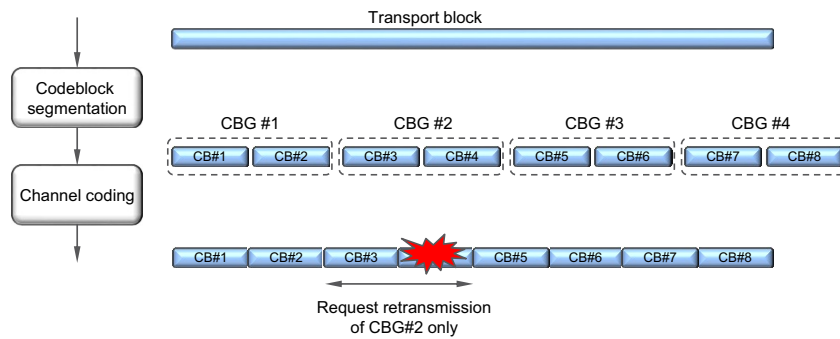 Transport block
Codeblock
segmentation
CBG #1 CBG #2 CBG #3 CBG #4
CB#1 CB#2 CB#3 CB#4 CB#5 CB#6 CB#7 CB#8
Channel coding
CB#1 CB#2 CB#3 CB#5 CB#6 CB#7 CB#8
Request retransmission
of CBG#2 only